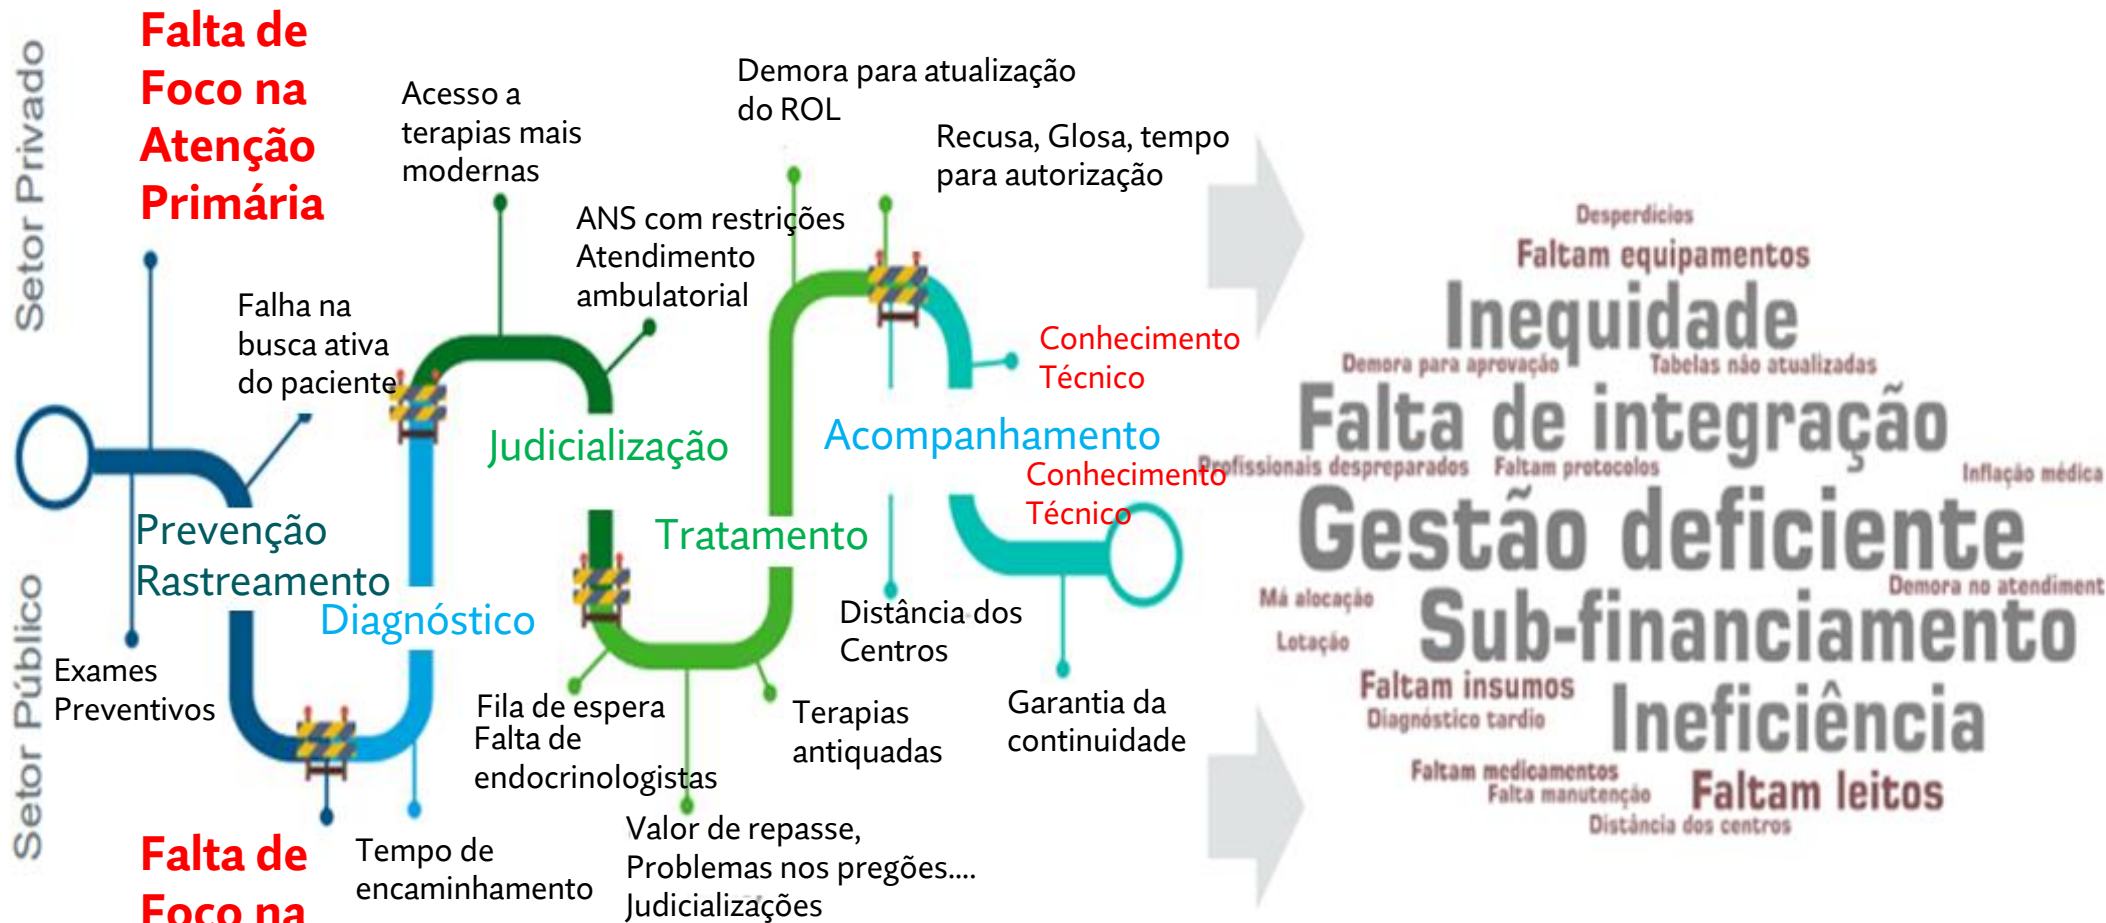 Setor Privado
Falta de
Foco na
Atenção
Primária
Acesso a
terapias mais
modernas
Demora para atualização
do ROL
Recusa, Glosa, tempo
para autorização
ANS com restrições
Atendimento
ambulatorial
Falha na
busca ativa
do paciente
Conhecimento
Técnico
Judicialização
Acompanhamento
Conhecimento
Técnico
Prevenção
Rastreamento
Tratamento
Diagnóstico
Setor Público
Exames
Preventivos
Distância dos
Centros
Fila de espera
Falta de
endocrinologistas
Terapias
antiquadas
Garantia da
continuidade
Falta de
Foco na
Tempo de
encaminhamento
Valor de repasse,
Problemas nos pregões....
Judicializações
Desperdícios
Faltam equipamentos
Inequidade
Demora para aprovação
Tabelas não atualizadas
Falta de integração
Profissionais despreparados
Faltam protocolos
Inflação médica
Gestão deficiente
Demora no atendiment
Má alocação
Sub-financiamento
Lotação
Faltam insumos
Diagnóstico tardio
Ineficiência
Faltam medicamentos
Falta manutenção
Faltam leitos
Distância dos centros